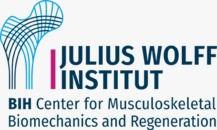 JULIUS WOLFF
INSTITUT
BIH Center for Musculoskeletal
Biomechanics and Regeneration